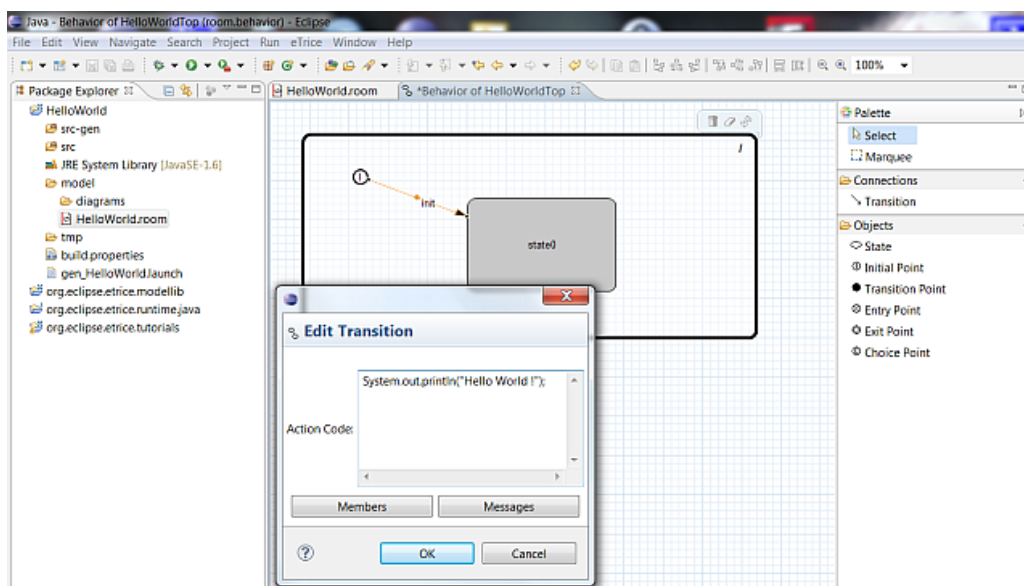 Java - Behavior of HelloWorldTop (room.behavior) - Eclipse
File Edit View Navigate Search Project Run eTrice Window Help
100%
Package Explorer
HelloWorld.room
*Behavior of HelloWorldTop
Palette
HelloWorld
src-gen
src
JRE System Library [JavaSE-1.6]
model
diagrams
HelloWorld.room
tmp
build.properties
gen_HelloWorld.launch
org.eclipse.etrice.modellib
org.eclipse.etrice.runtime.java
org.eclipse.etrice.tutorials
/
I
init
state0
Select
Marquee
Connections
Transition
Objects
State
Initial Point
Transition Point
Entry Point
Exit Point
Choice Point
Edit Transition
System.out.println("Hello World !");
Action Code:
Members
Messages
OK
Cancel